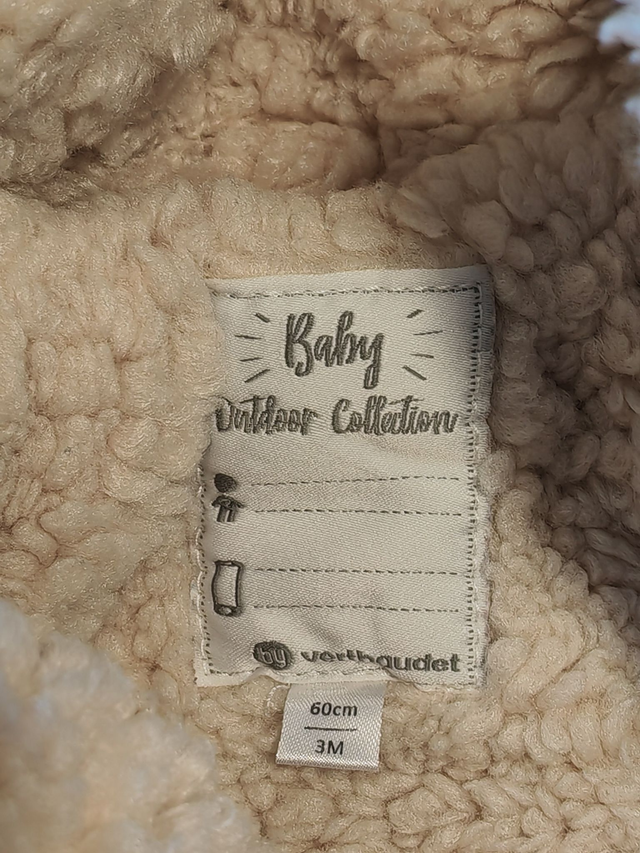 Baby
Outdoor Collection
by vertbaudet
60cm
3M